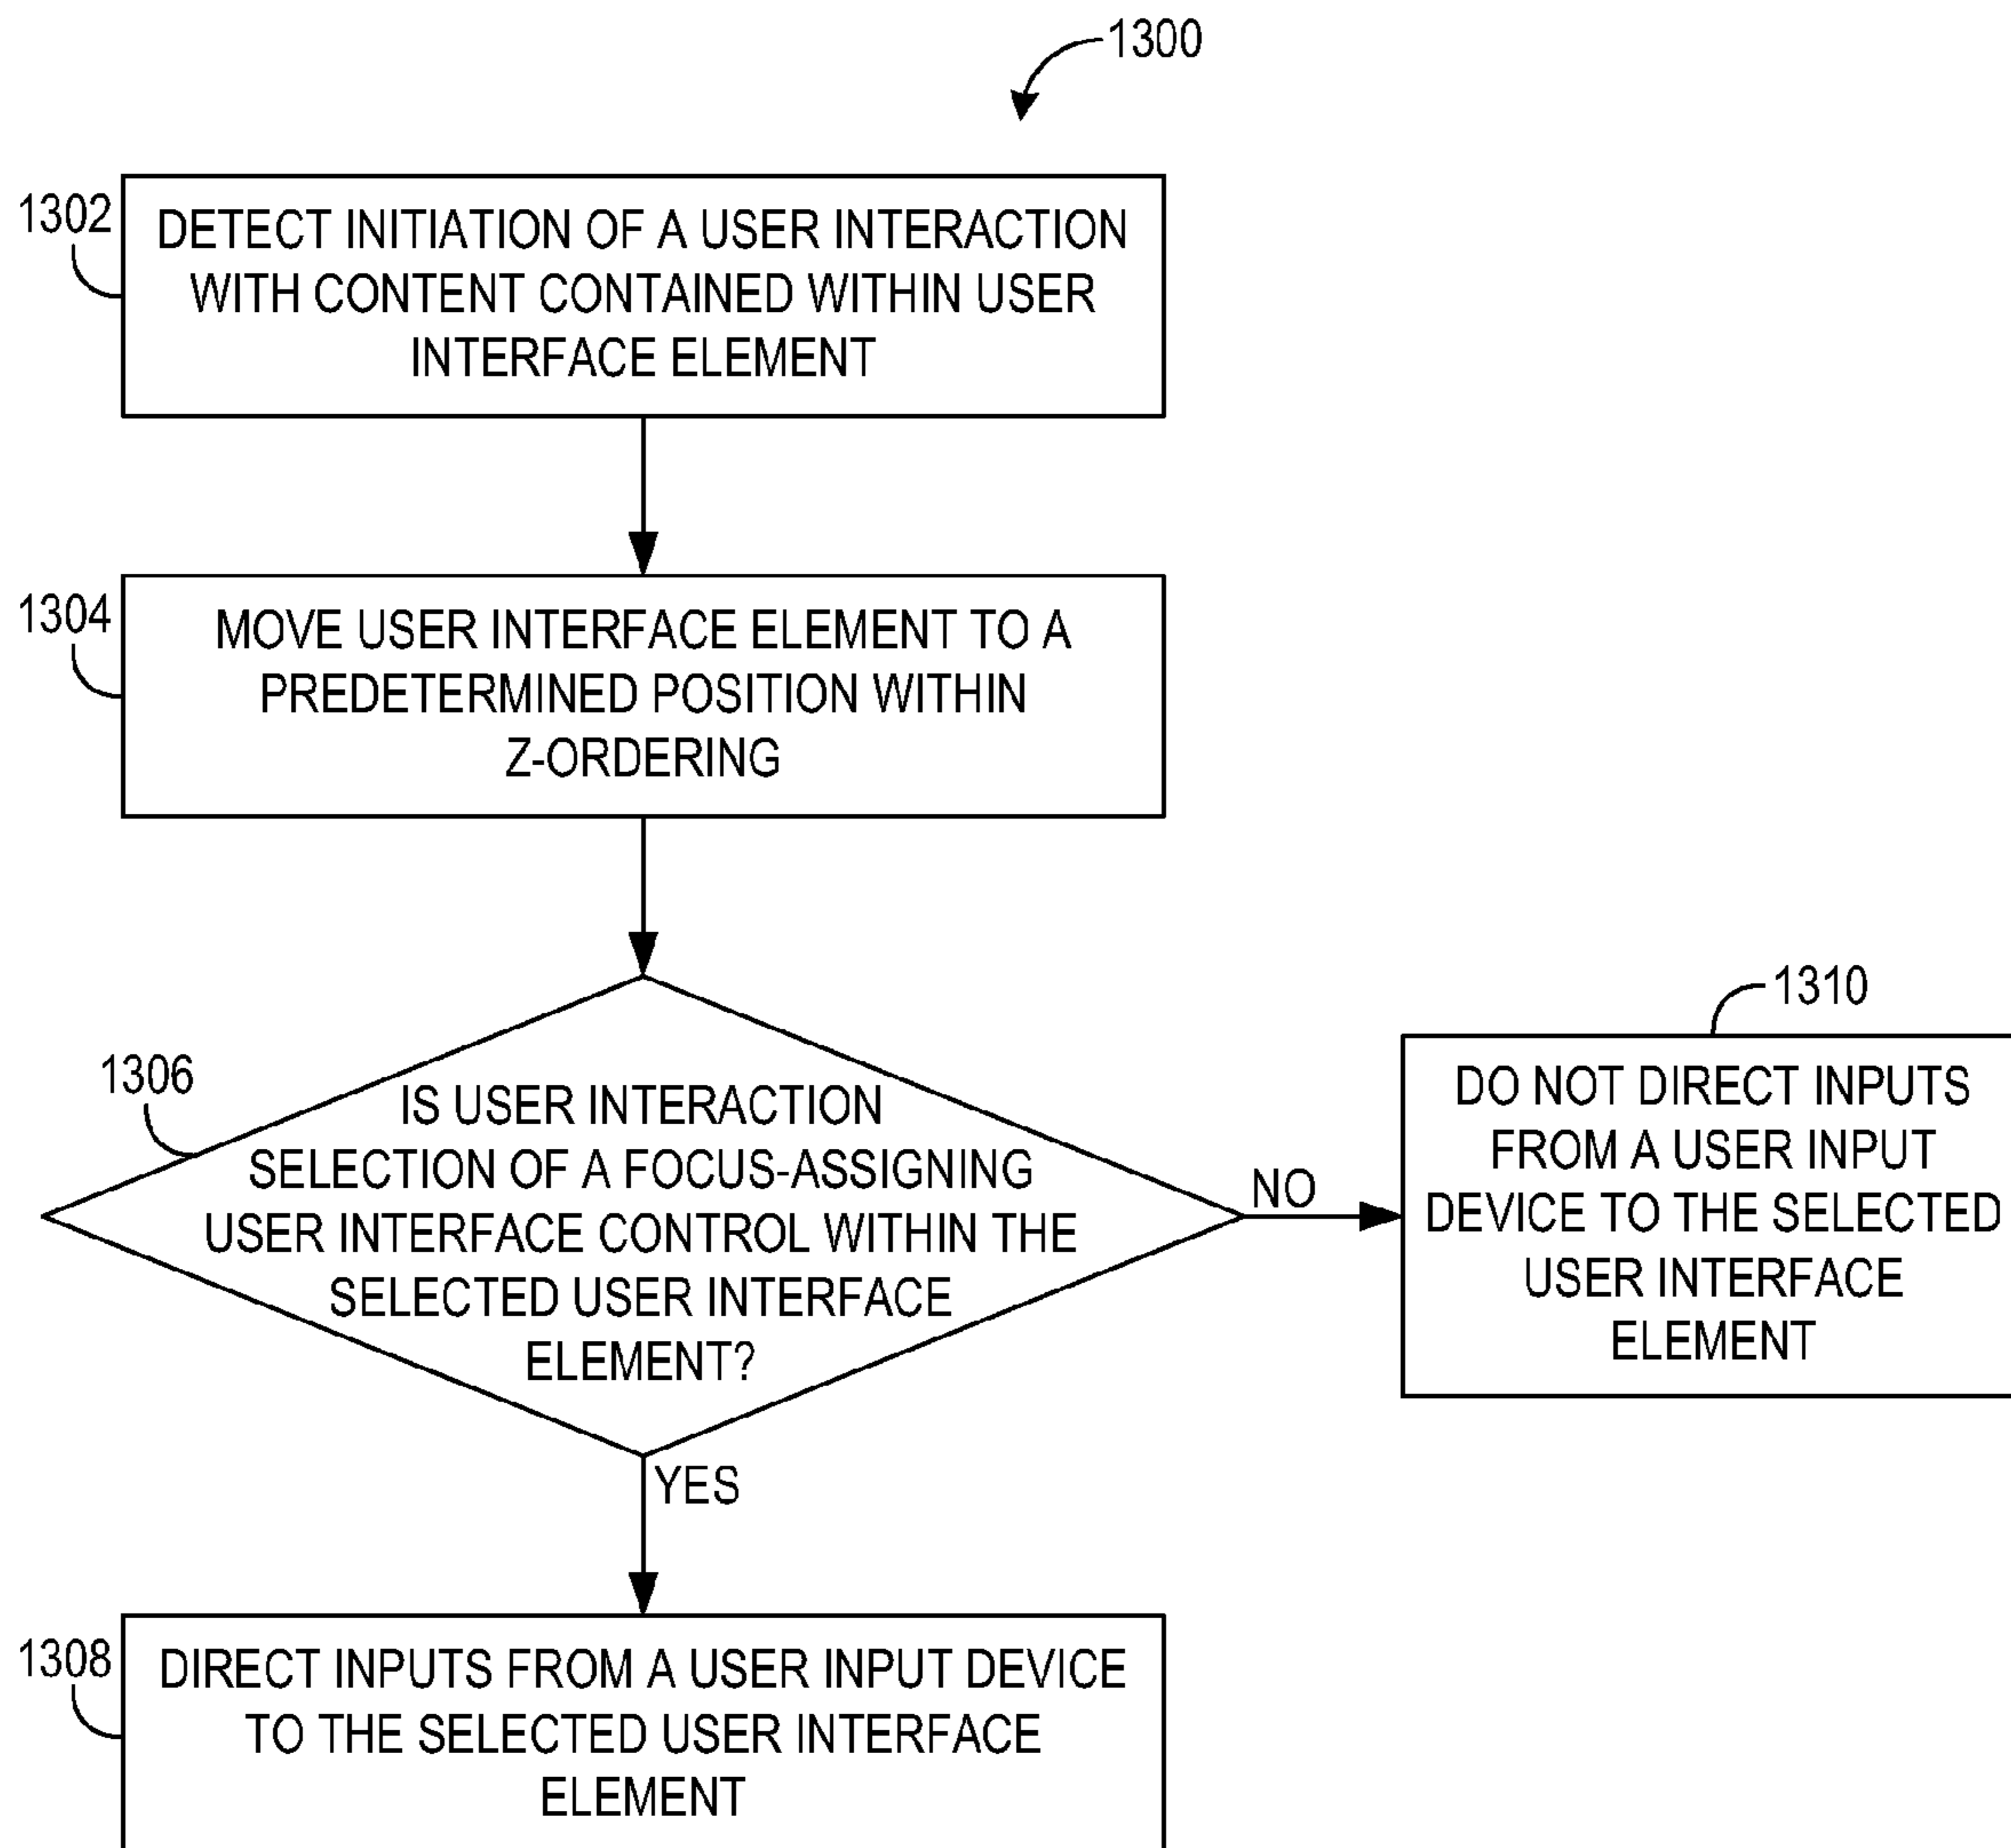 1300
1302
DETECT INITIATION OF A USER INTERACTION
WITH CONTENT CONTAINED WITHIN USER
INTERFACE ELEMENT
1304
MOVE USER INTERFACE ELEMENT TO A
PREDETERMINED POSITION WITHIN
Z-ORDERING
1306
IS USER INTERACTION
SELECTION OF A FOCUS-ASSIGNING
USER INTERFACE CONTROL WITHIN THE
SELECTED USER INTERFACE
ELEMENT?
NO
1310
DO NOT DIRECT INPUTS
FROM A USER INPUT
DEVICE TO THE SELECTED
USER INTERFACE
ELEMENT
YES
1308
DIRECT INPUTS FROM A USER INPUT DEVICE
TO THE SELECTED USER INTERFACE
ELEMENT